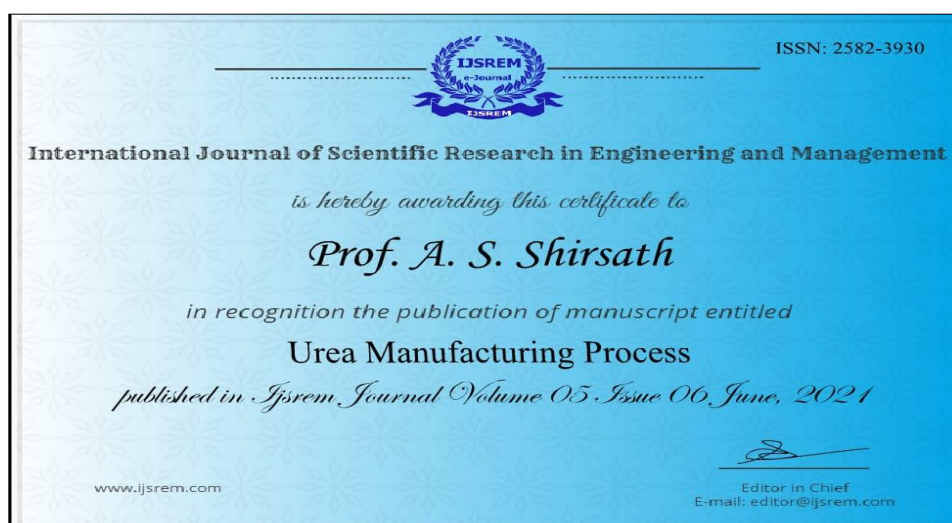 ISSN: 2582-3930
IJSREM
e-Journal
IJSREM
International Journal of Scientific Research in Engineering and Management
is hereby awarding this certificate to
Prof. A. S. Shirsath
in recognition the publication of manuscript entitled
Urea Manufacturing Process
published in Ijsrem Journal Volume 05 Issue 06 June, 2021
www.ijsrem.com
Editor in Chief
E-mail: editor@ijsrem.com